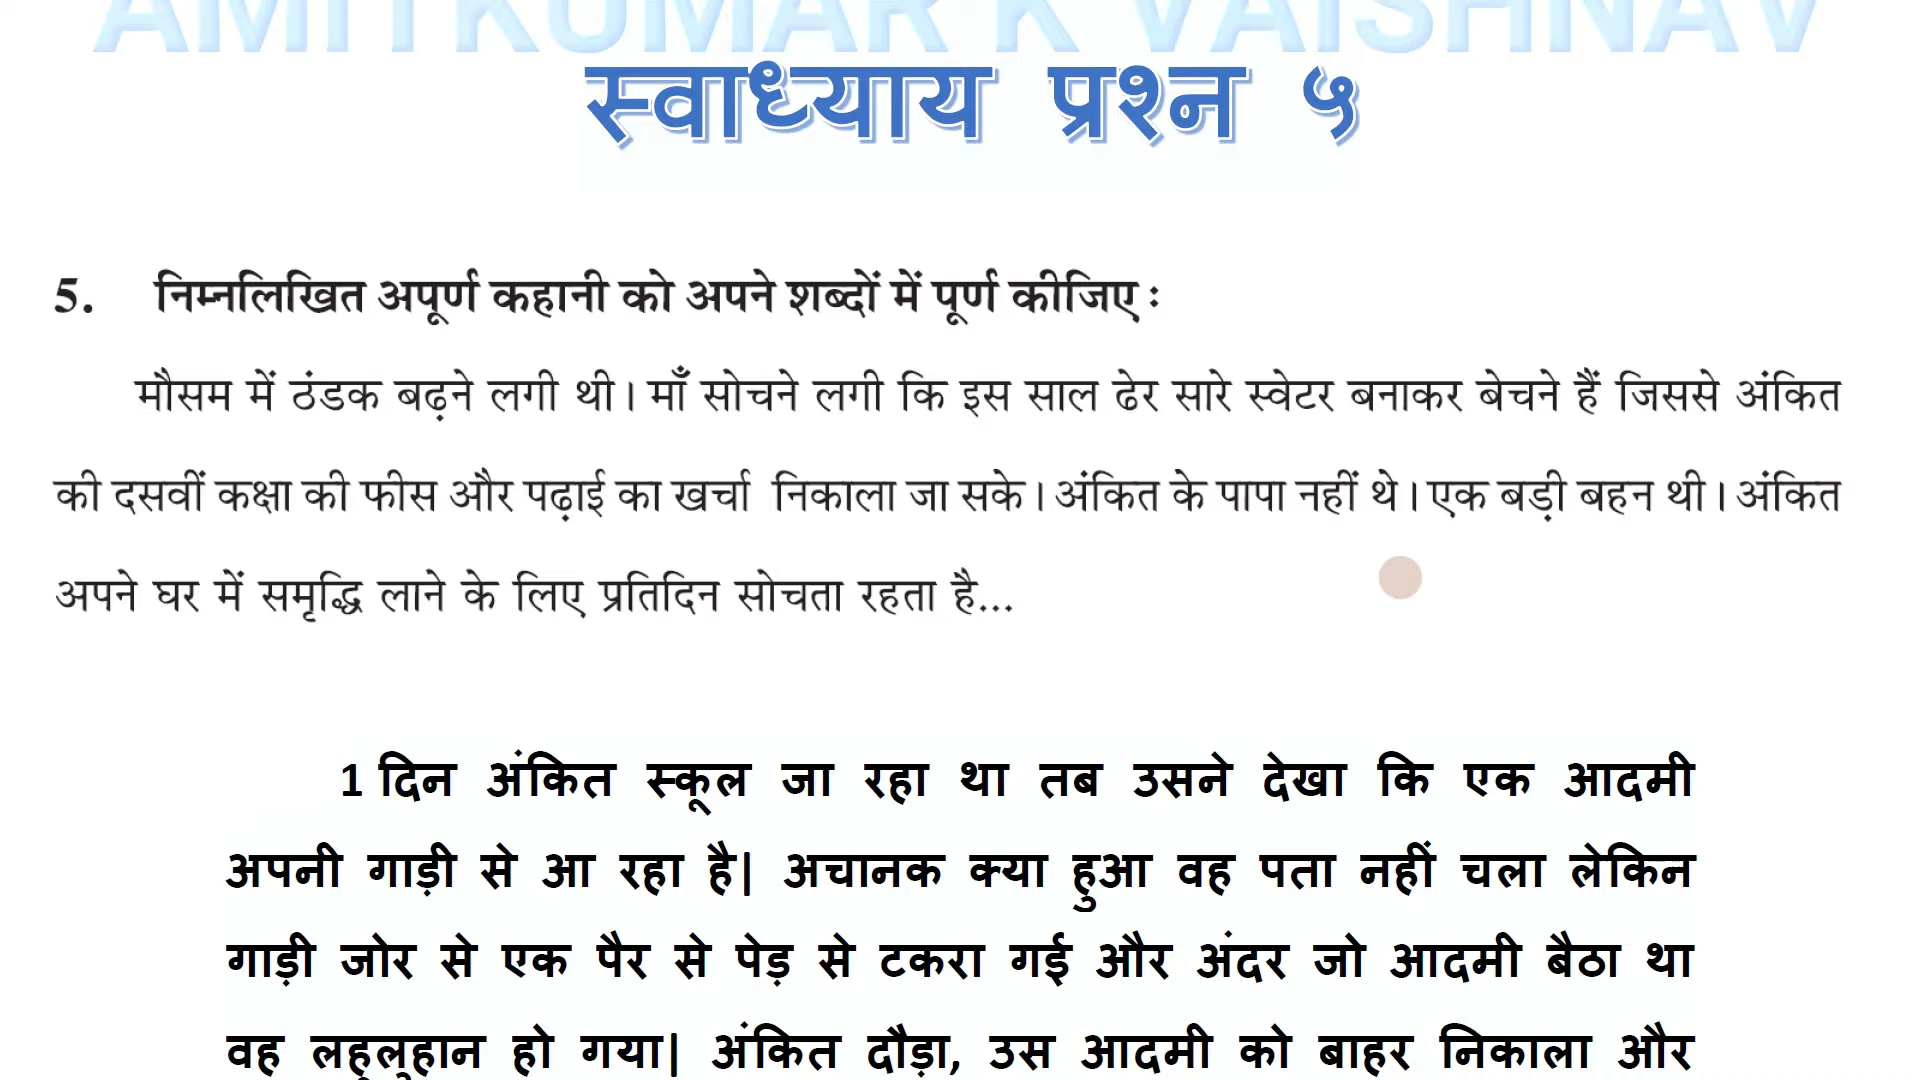 AMITKUMAR K VAISHNAV
स्वाध्याय प्रश्न ५
5. निम्नलिखित अपूर्ण कहानी को अपने शब्दों में पूर्ण कीजिए :
मौसम में ठंडक बढ़ने लगी थी। माँ सोचने लगी कि इस साल ढेर सारे स्वेटर बनाकर बेचने हैं जिससे अंकित
की दसवीं कक्षा की फीस और पढ़ाई का खर्चा निकाला जा सके। अंकित के पापा नहीं थे। एक बड़ी बहन थी। अंकित
अपने घर में समृद्धि लाने के लिए प्रतिदिन सोचता रहता है...
1 दिन अंकित स्कूल जा रहा था तब उसने देखा कि एक आदमी
अपनी गाड़ी से आ रहा है| अचानक क्या हुआ वह पता नहीं चला लेकिन
गाड़ी जोर से एक पैर से पेड़ से टकरा गई और अंदर जो आदमी बैठा था
वह लहूलुहान हो गया| अंकित दौड़ा, उस आदमी को बाहर निकाला और